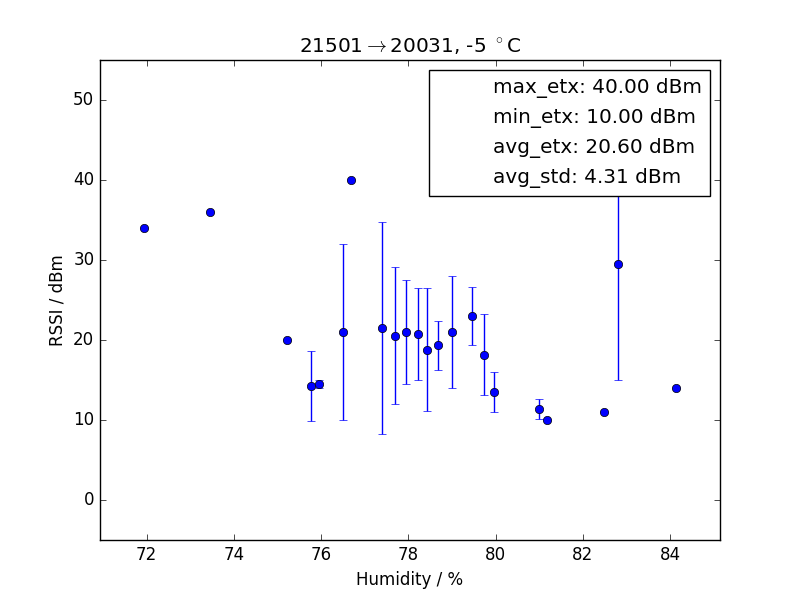 21501→20031, -5 °C
max_etx: 40.00 dBm
min_etx: 10.00 dBm
avg_etx: 20.60 dBm
avg_std: 4.31 dBm
RSSI / dBm
50
40
30
20
10
0
72 74 76 78 80 82 84
Humidity / %